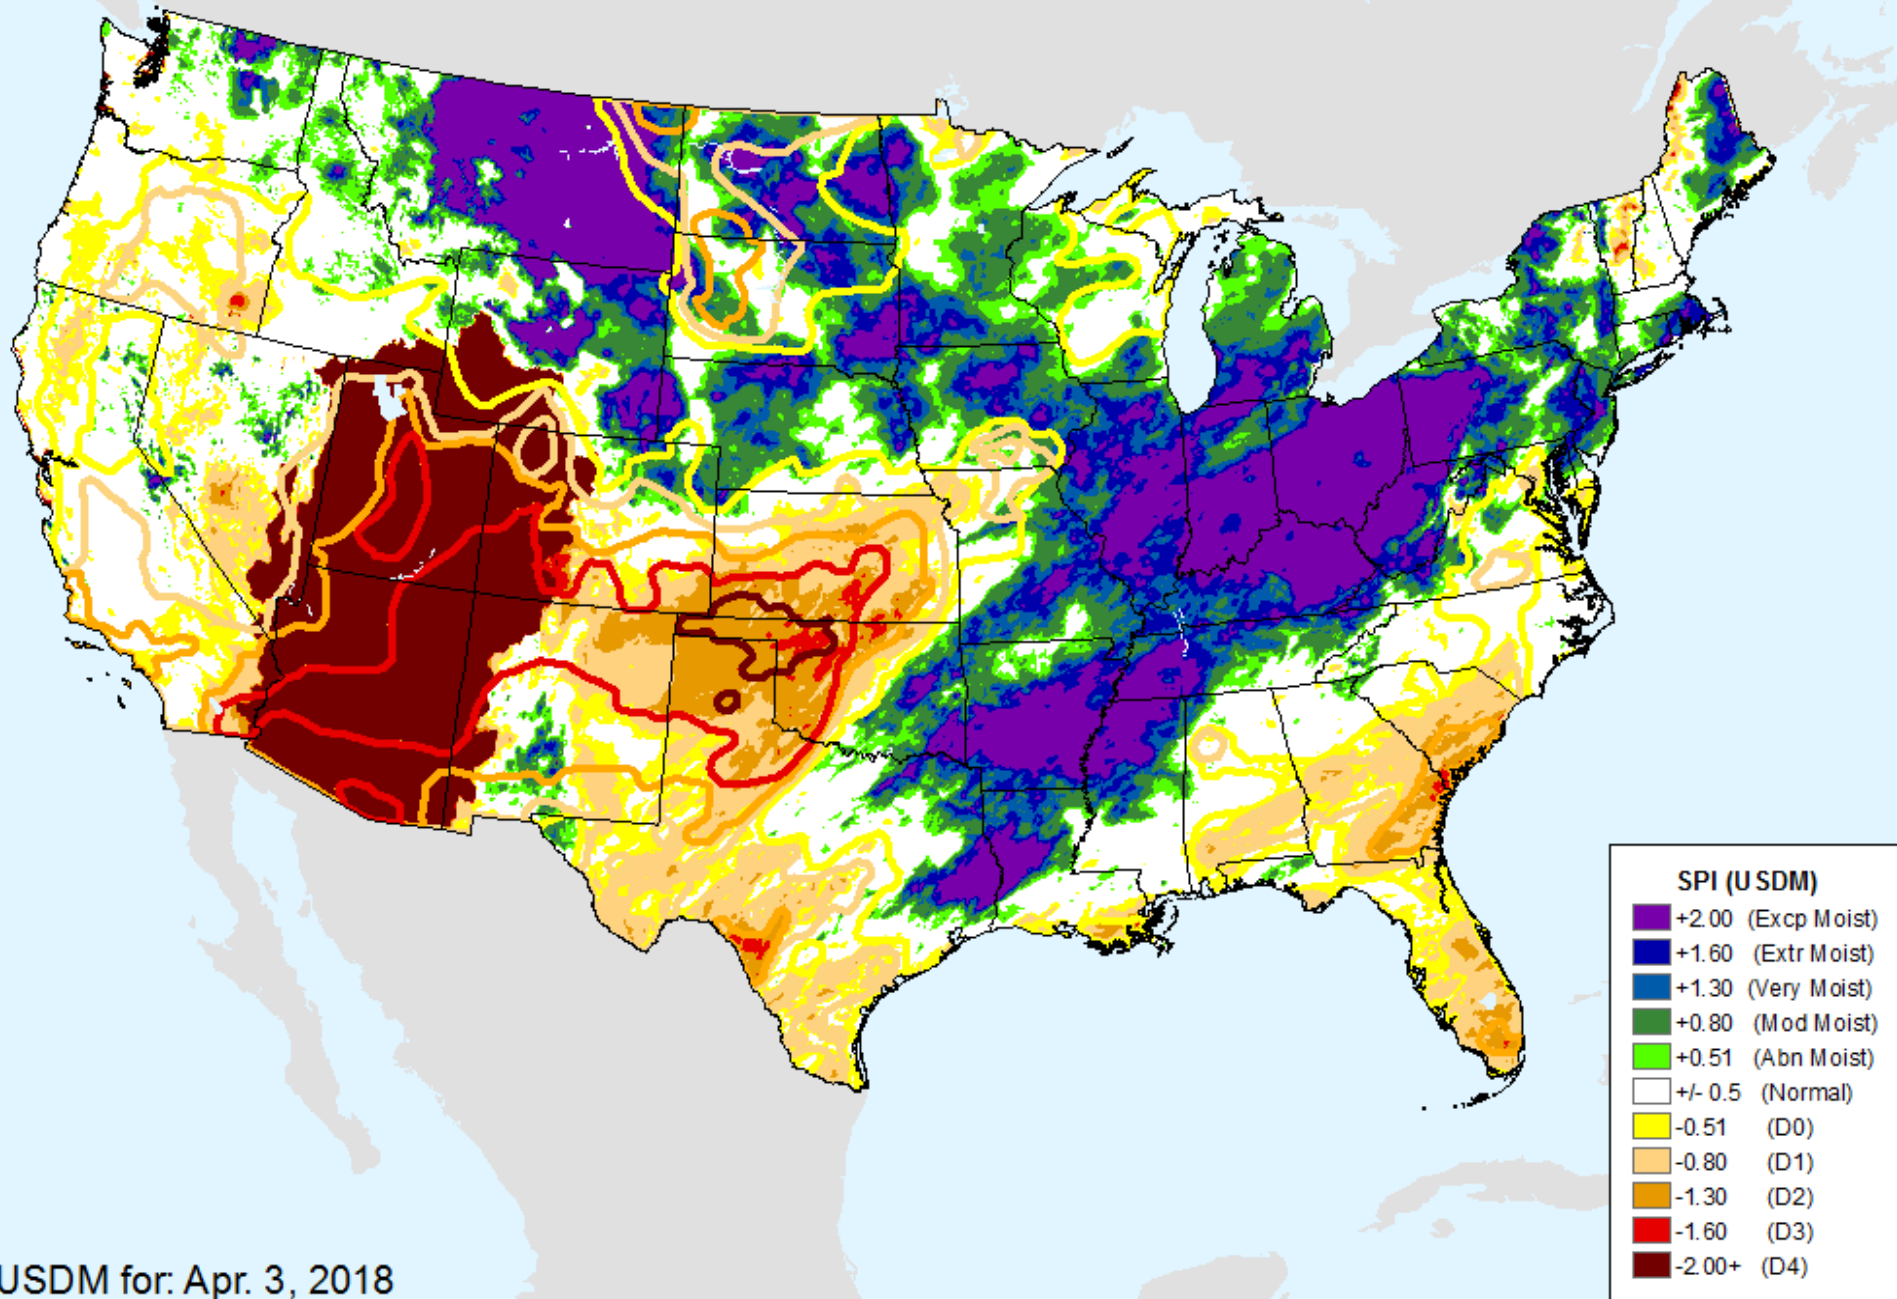 SPI (USDM)
+2.00 (Excp Moist)
+1.60 (Extr Moist)
+1.30 (Very Moist)
+0.80 (Mod Moist)
+0.51 (Abn Moist)
+/- 0.5 (Normal)
-0.51 (D0)
-0.80 (D1)
-1.30 (D2)
-1.60 (D3)
-2.00+ (D4)
USDM for: Apr. 3, 2018